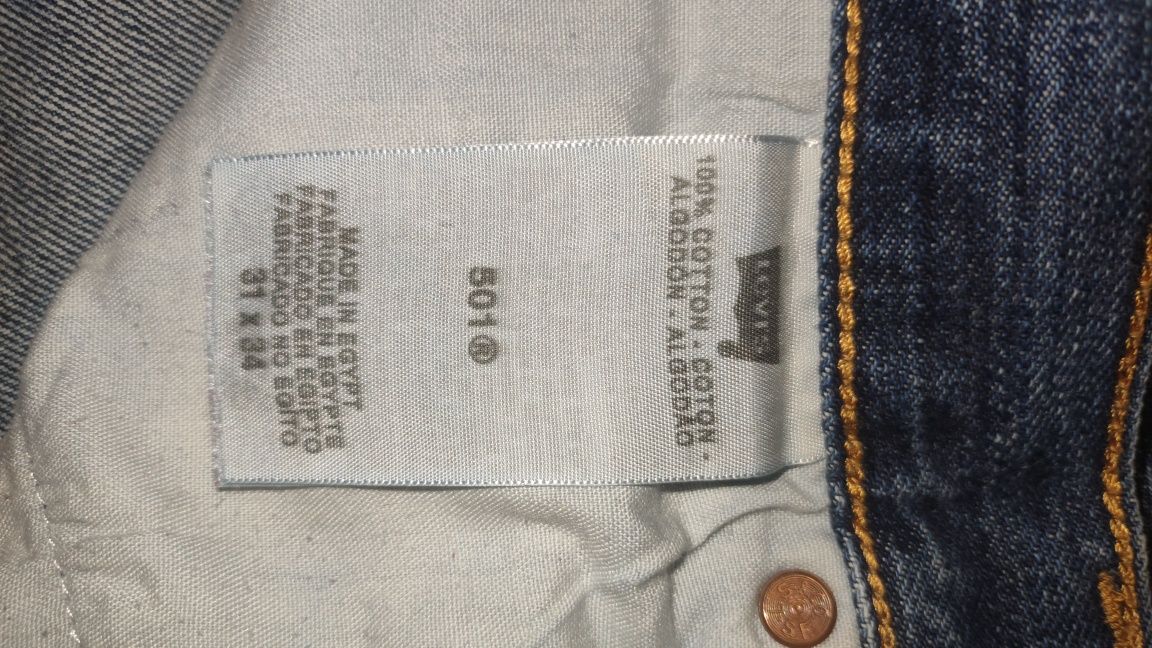 LEVI'S
100% COTTON - COTON
ALGODÓN - ALGODÃO
501®
MADE IN EGYPT
FABRIQUE EN EGYPTE
FABRICADO EN EGIPTO
FABRICADO NO EGITO
31 x 34